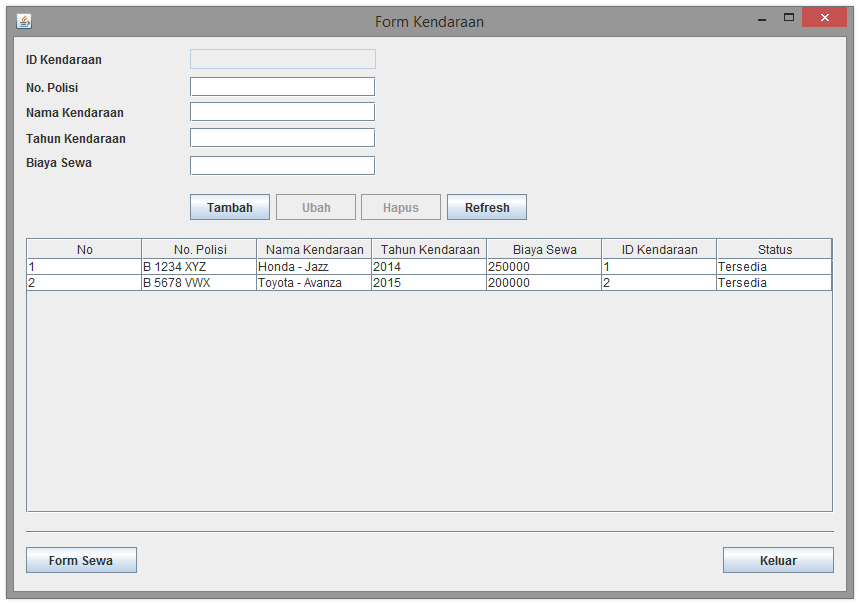 Form Kendaraan
ID Kendaraan
No. Polisi
Nama Kendaraan
Tahun Kendaraan
Biaya Sewa
Tambah Ubah Hapus Refresh
No No. Polisi Nama Kendaraan Tahun Kendaraan Biaya Sewa ID Kendaraan Status
1 B 1234 XYZ Honda - Jazz 2014 250000 1 Tersedia
2 B 5678 VWX Toyota - Avanza 2015 200000 2 Tersedia
Form Sewa Keluar